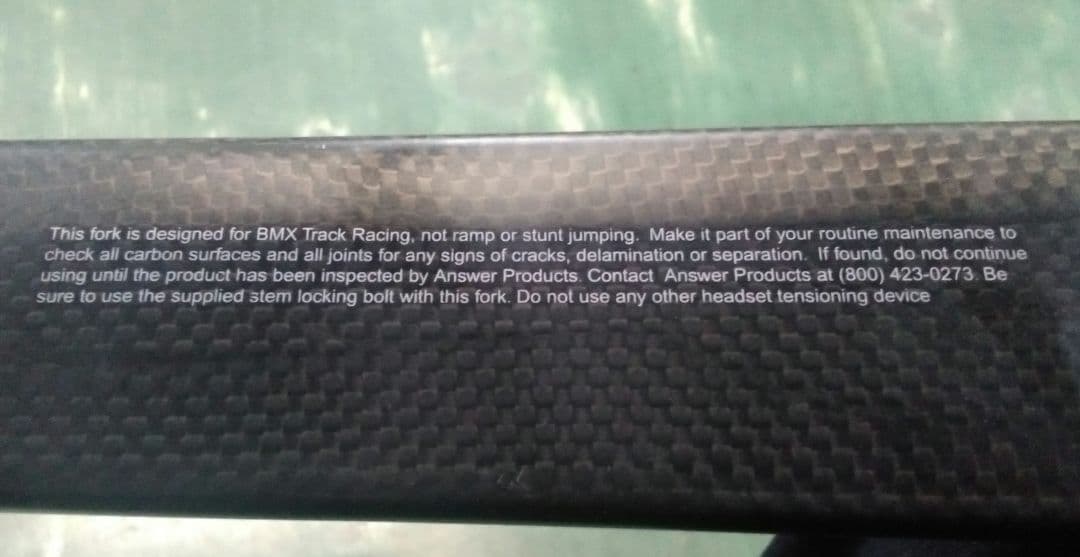 This fork is designed for BMX Track Racing, not ramp or stunt jumping. Make it part of your routine maintenance to
check all carbon surfaces and all joints for any signs of cracks, delamination or separation. If found, do not continue
using until the product has been inspected by Answer Products. Contact Answer Products at (800) 423-0273. Be
sure to use the supplied stem locking bolt with this fork. Do not use any other headset tensioning device